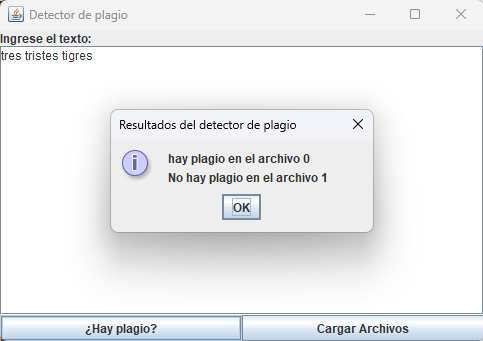 Detector de plagio
Ingrese el texto:
tres tristes tigres
Resultados del detector de plagio
hay plagio en el archivo 0
No hay plagio en el archivo 1
OK
¿Hay plagio?
Cargar Archivos